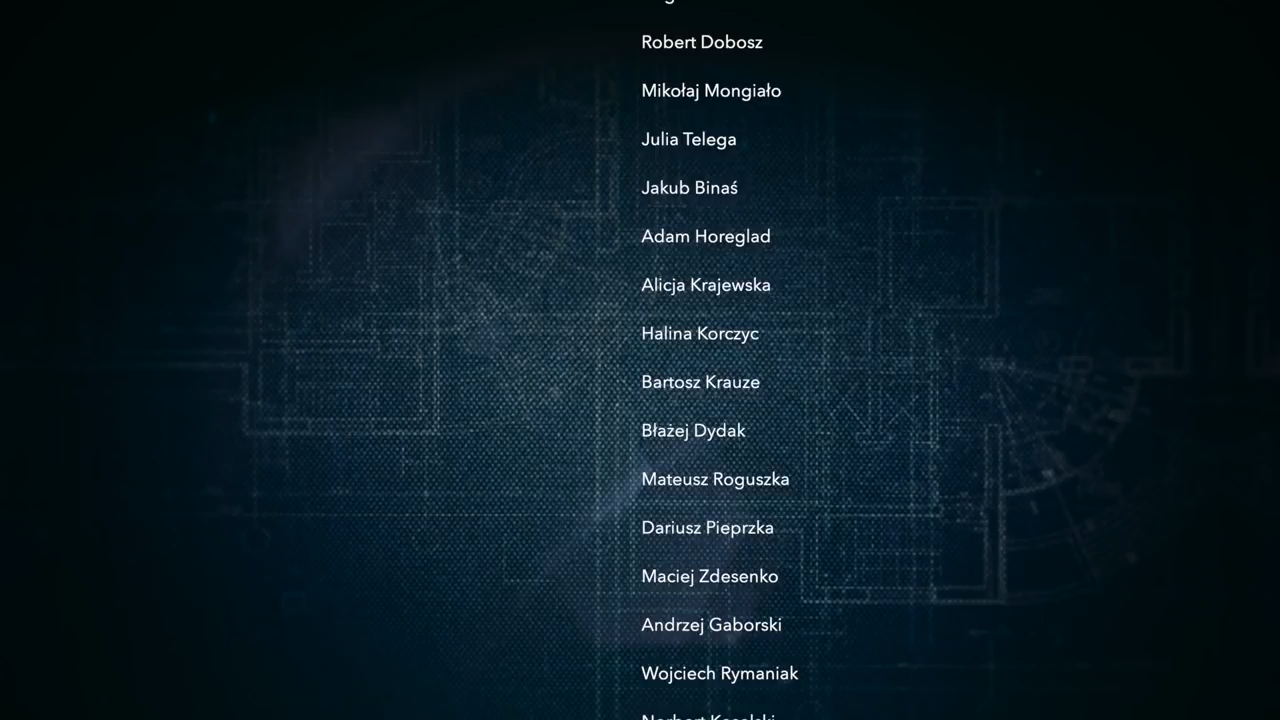 Robert Dobosz
Mikołaj Mongiało
Julia Telega
Jakub Binaś
Adam Horeglad
Alicja Krajewska
Halina Korczyc
Bartosz Krauze
Błażej Dydak
Mateusz Roguszka
Dariusz Pieprzka
Maciej Zdesenko
Andrzej Gaborski
Wojciech Rymaniak